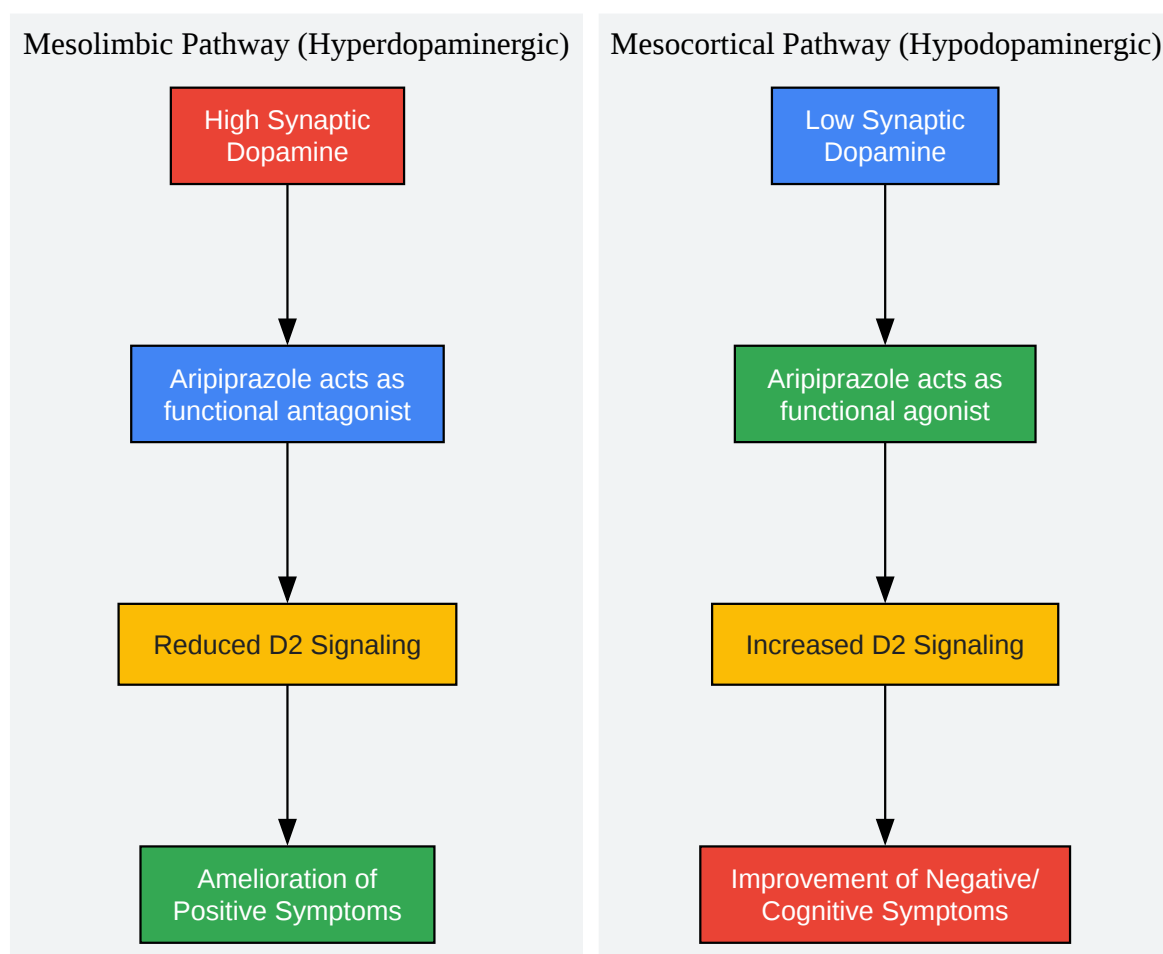 Mesolimbic Pathway (Hyperdopaminergic)
High Synaptic
Dopamine
Aripiprazole acts as
functional antagonist
Reduced D2 Signaling
Amelioration of
Positive Symptoms
Mesocortical Pathway (Hypodopaminergic)
Low Synaptic
Dopamine
Aripiprazole acts as
functional agonist
Increased D2 Signaling
Improvement of Negative/
Cognitive Symptoms